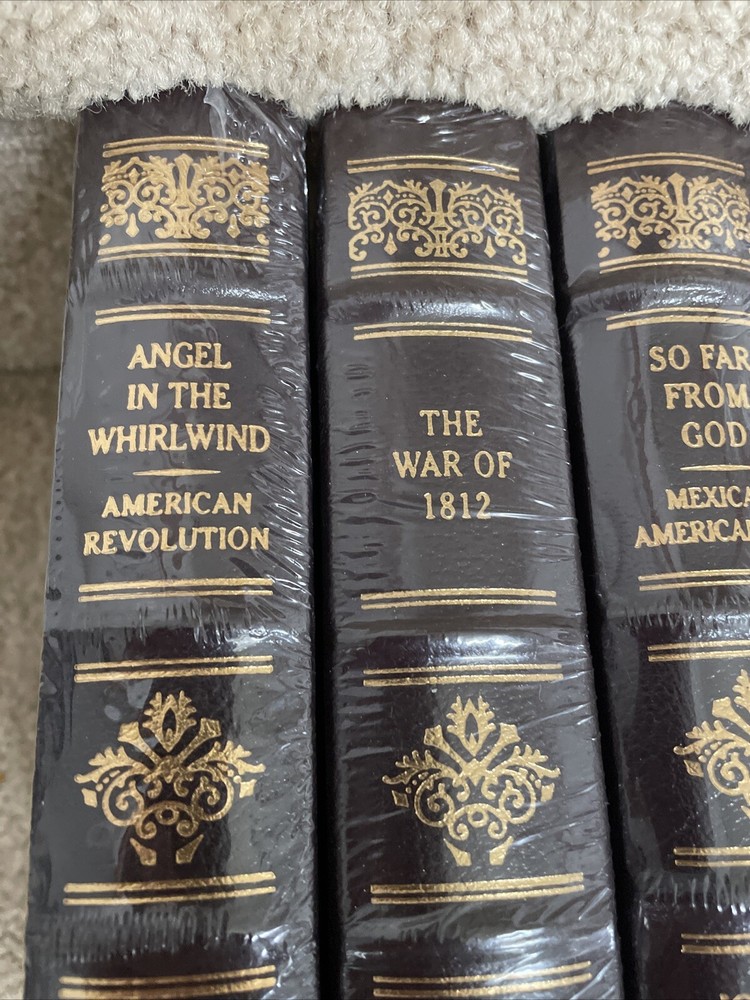 ANGEL
IN THE
WHIRLWIND
AMERICAN
REVOLUTION
THE
WAR OF
1812
SO FAR
FROM
GOD